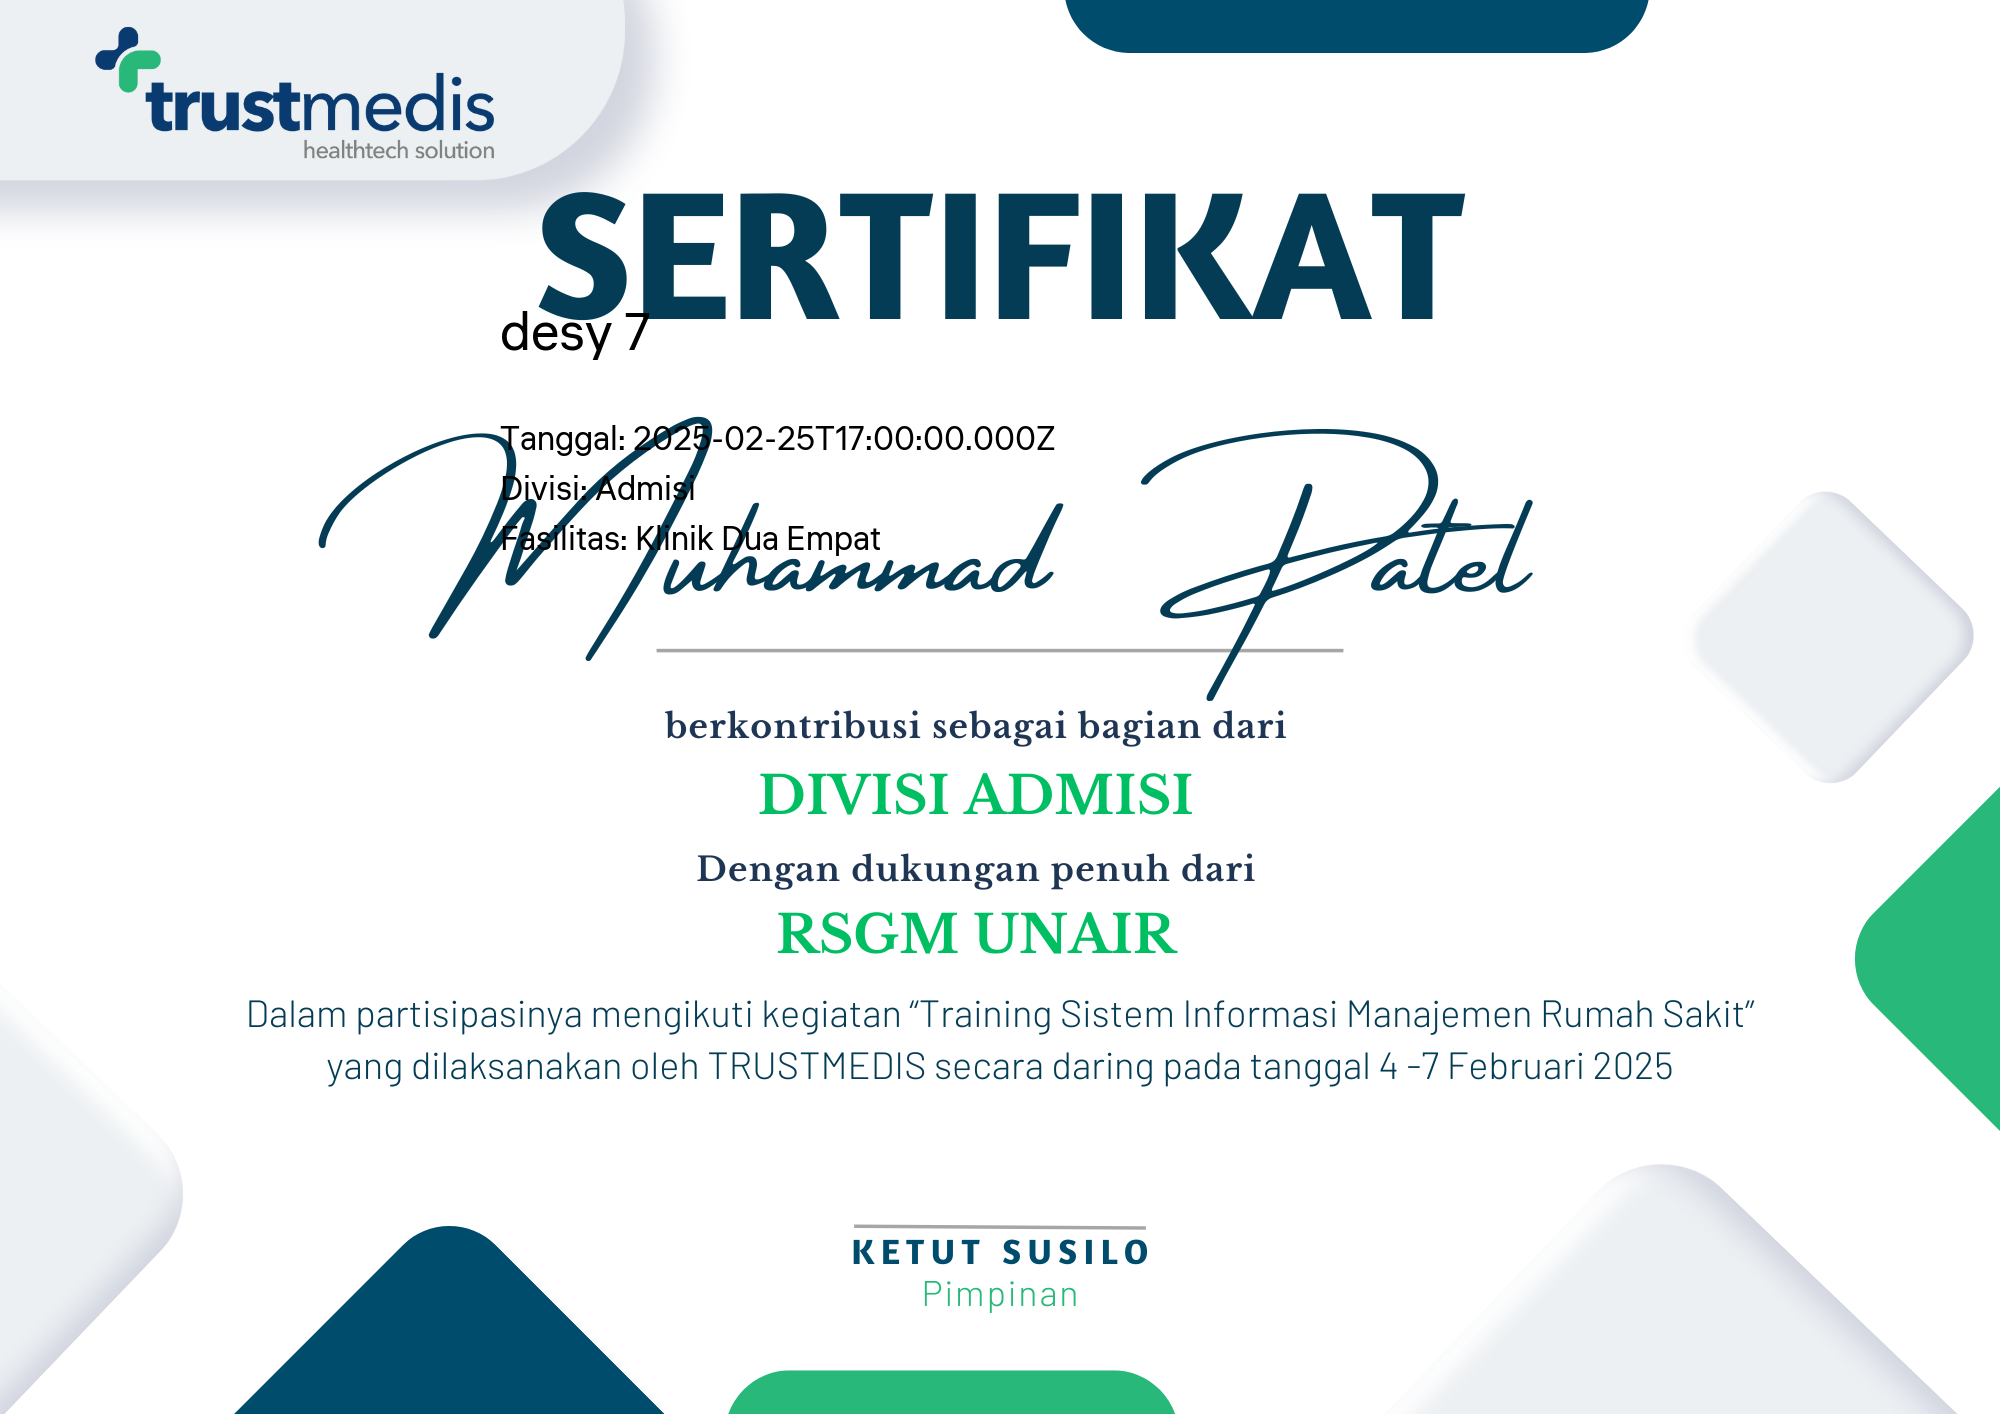 trustmedis
healthtech solution
SERTIFIKAT
desy 7
Tanggal: 2025-02-25T17:00:00.000Z
Divisi: Admisi
Fasilitas: Klinik Dua Empat
Muhammad Patel
berkontribusi sebagai bagian dari
DIVISI ADMISI
Dengan dukungan penuh dari
RSGM UNAIR
Dalam partisipasinya mengikuti kegiatan “Training Sistem Informasi Manajemen Rumah Sakit”
yang dilaksanakan oleh TRUSTMEDIS secara daring pada tanggal 4 -7 Februari 2025
KETUT SUSILO
Pimpinan